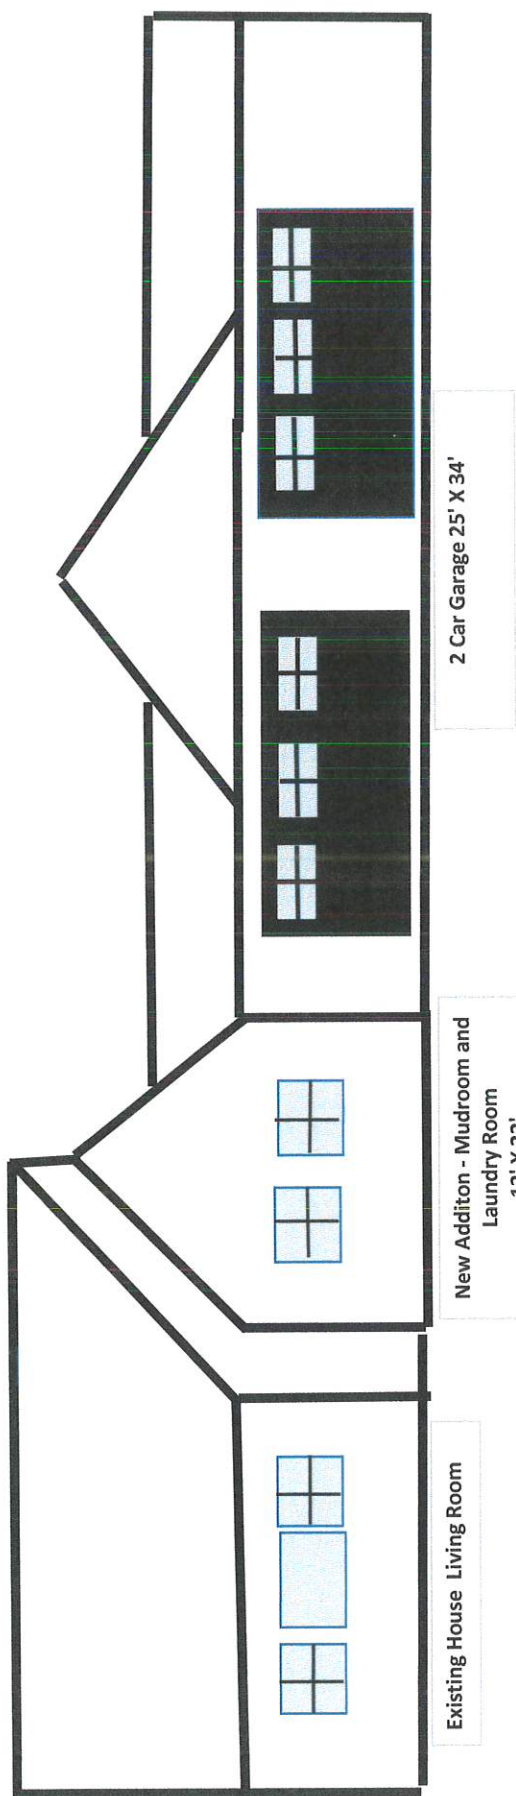 Existing House Living Room
New Additon - Mudroom and
Laundry Room
2 Car Garage 25' X 34'